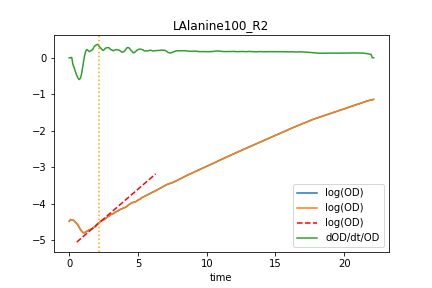 LAlanine100_R2
0
−1
−2
−3
−4
−5
0 5 10 15 20
time
log(OD)
log(OD)
log(OD)
dOD/dt/OD